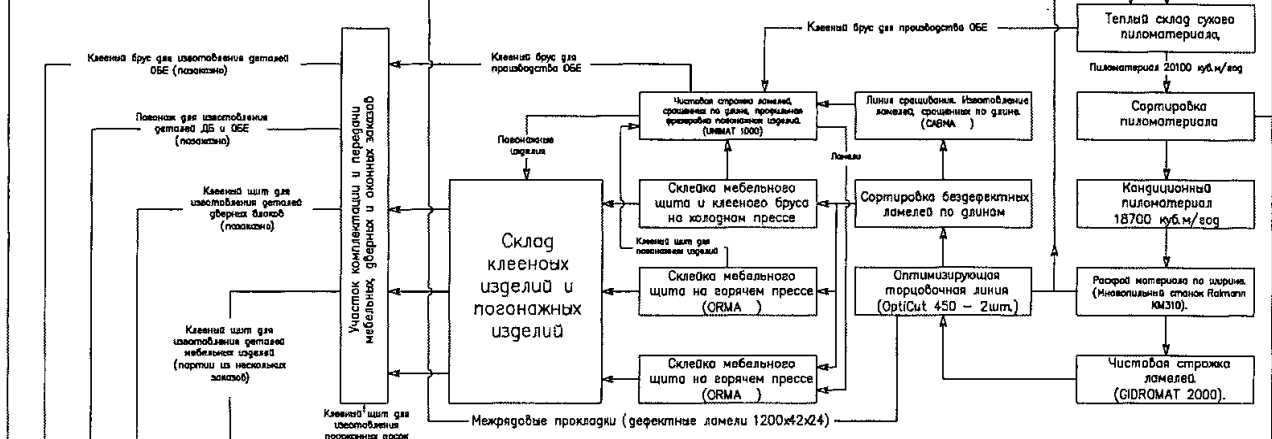 Теплый склад сухого
пиломатериала,
Клееный брус для производства ОБЕ
Пиломатериал 20100 куб.м/год
Клееный брус для изготовления деталей
ОБЕ (позаказно)
Клееный брус для
производства ОБЕ
Участок комплектации и передачи
мебельных, дверных и оконных заказов
Чистовая строжка ламелей,
срощенных по длине, профильная
фрезеровка погонажных изделий.
(UNIMAT 1000)
Линия сращивания. Изготовление
ламелей, срощенных по длине.
(САВМА )
Сортировка
пиломатериала
Погонаж для изготовления
деталей ДБ и ОБЕ
(позаказно)
Погонажные
изделия
Ламели
Клееный щит для
изготовления деталей
дверных блоков
(позаказно)
Склад
клееноых
изделий и
погонажных
изделий
Склейка мебельного
щита и клееного бруса
на холодном прессе
Сортировка бездефектных
ламелей по длинам
Кандиционный
пиломатериал
18700 куб.м/год
Клееный щит для
погонажных изделий
Склейка мебельного
щита на горячем прессе
(ORMA )
Оптимизирующая
торцовочная линия
(OptiCut 450 – 2шт.)
Раскрой материала по ширине.
(Многопильный станок Raimann
KM310).
Клееный щит для
изготовления деталей
мебельных изделий
(партии из нескольких
заказов)
Склейка мебельного
щита на горячем прессе
(ORMA )
Чистовая строжка
ламелей.
(GIDROMAT 2000).
Клееный щит для
изготовления
Межрядовые прокладки (дефектные ламели 1200х42х24)